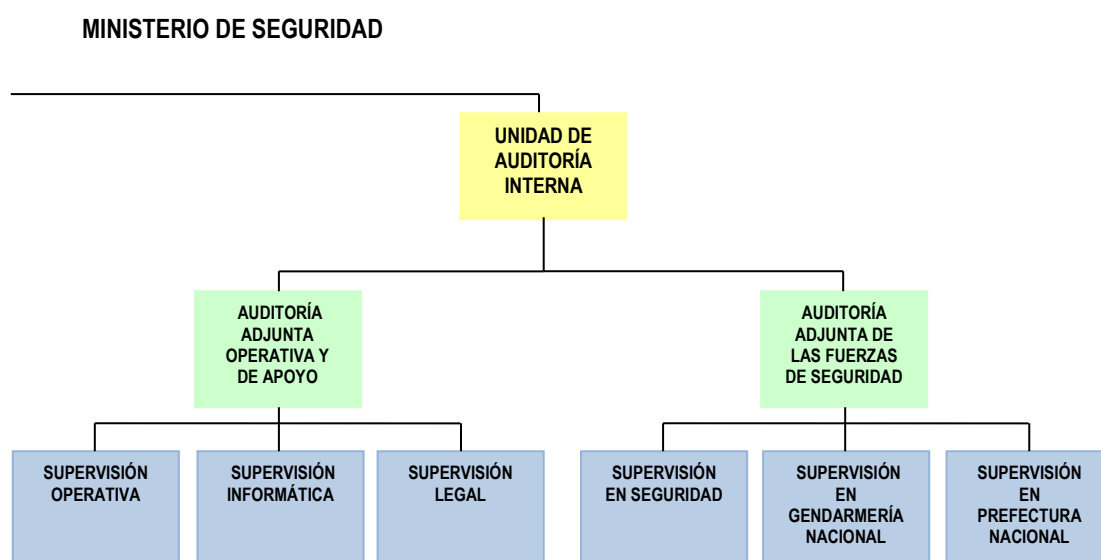 MINISTERIO DE SEGURIDAD
UNIDAD DE
AUDITORÍA
INTERNA
AUDITORÍA
ADJUNTA
OPERATIVA Y
DE APOYO
AUDITORÍA
ADJUNTA DE
LAS FUERZAS
DE SEGURIDAD
SUPERVISIÓN
OPERATIVA
SUPERVISIÓN
INFORMÁTICA
SUPERVISIÓN
LEGAL
SUPERVISIÓN
EN SEGURIDAD
SUPERVISIÓN
EN
GENDARMERÍA
NACIONAL
SUPERVISIÓN
EN
PREFECTURA
NACIONAL